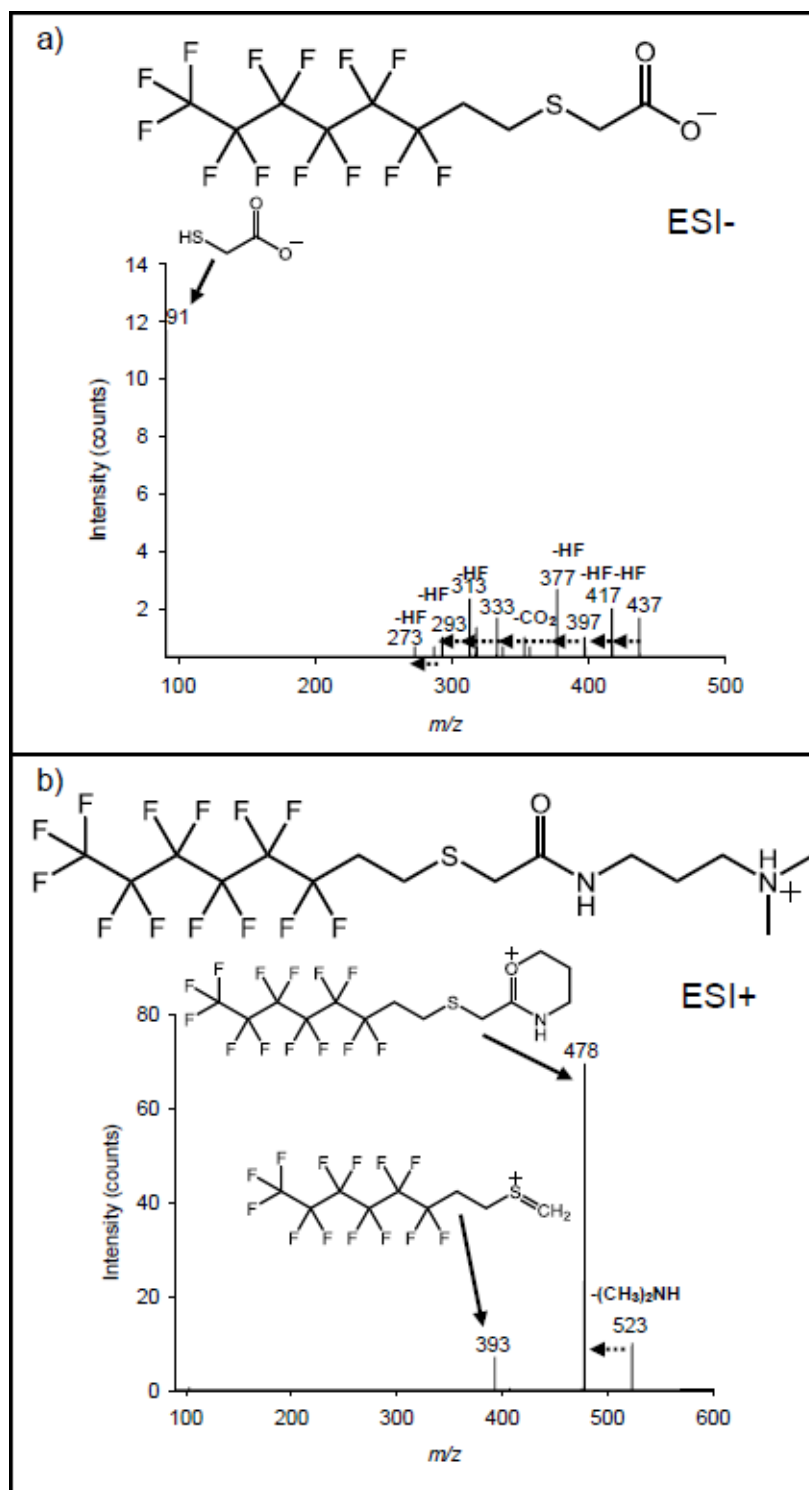 a)
F F F F F O
F
F S
F F F F F F O−
HS O O−
ESI-
14
91
12
10
8
6
4
2
Intensity (counts)
-HF
-HF 313 377 -HF-HF
-HF 417
-HF 293 333 -CO₂ 397 437
273
100 300 400 500
m/z
b)
F F F F F O
F
F S H N+
F F F F F F N H
F F F F F O+
F
F S
F F F F F F N H
ESI+
80
478
60
Intensity (counts)
F F F F F S+
F
F CH₂
F F F F F F
40
-(CH₃)₂NH
20
523
393
0
100 200 300 400 500 600
m/z